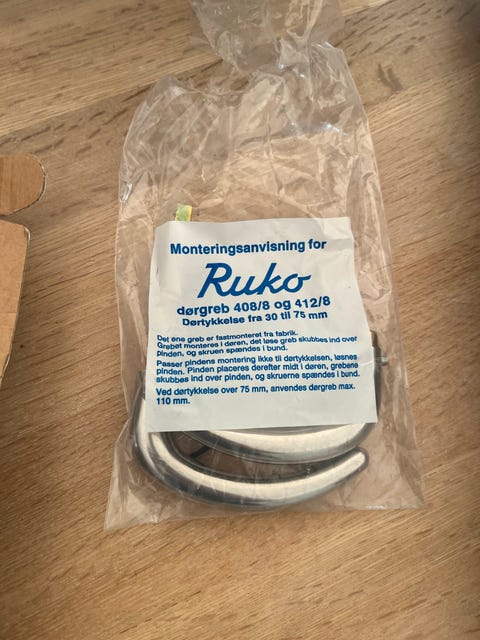 Monteringsanvisning for
Ruko
dørgreb 408/8 og 412/8
Dørtykkelse fra 30 til 75 mm
Det ene greb er fastmonteret fra fabrik.
Grebet monteres i døren, det løse greb skubbes ind over
pinden, og skruen spændes i bund.
Passer pindens montering ikke til dørtykkelsen, løsnes
pinden. Pinden placeres derefter midt i døren, grebene
skubbes ind over pinden, og skruerne spændes i bund.
Ved dørtykkelse over 75 mm, anvendes dørgreb max.
110 mm.